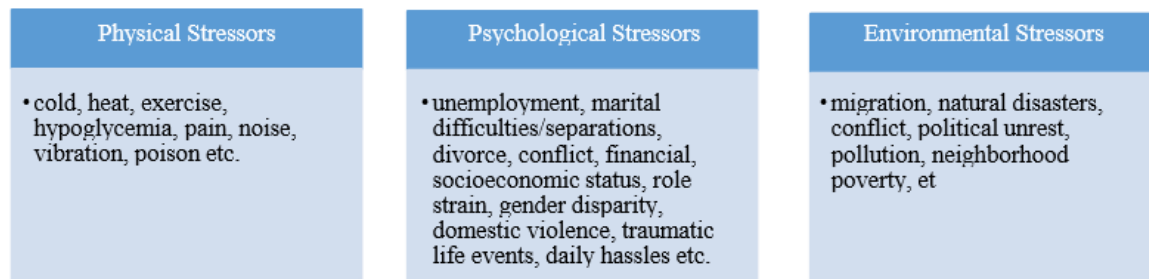 Physical Stressors
• cold, heat, exercise,
hypoglycemia, pain, noise,
vibration, poison etc.
Psychological Stressors
• unemployment, marital
difficulties/separations,
divorce, conflict, financial,
socioeconomic status, role
strain, gender disparity,
domestic violence, traumatic
life events, daily hassles etc.
Environmental Stressors
• migration, natural disasters,
conflict, political unrest,
pollution, neighborhood
poverty, et